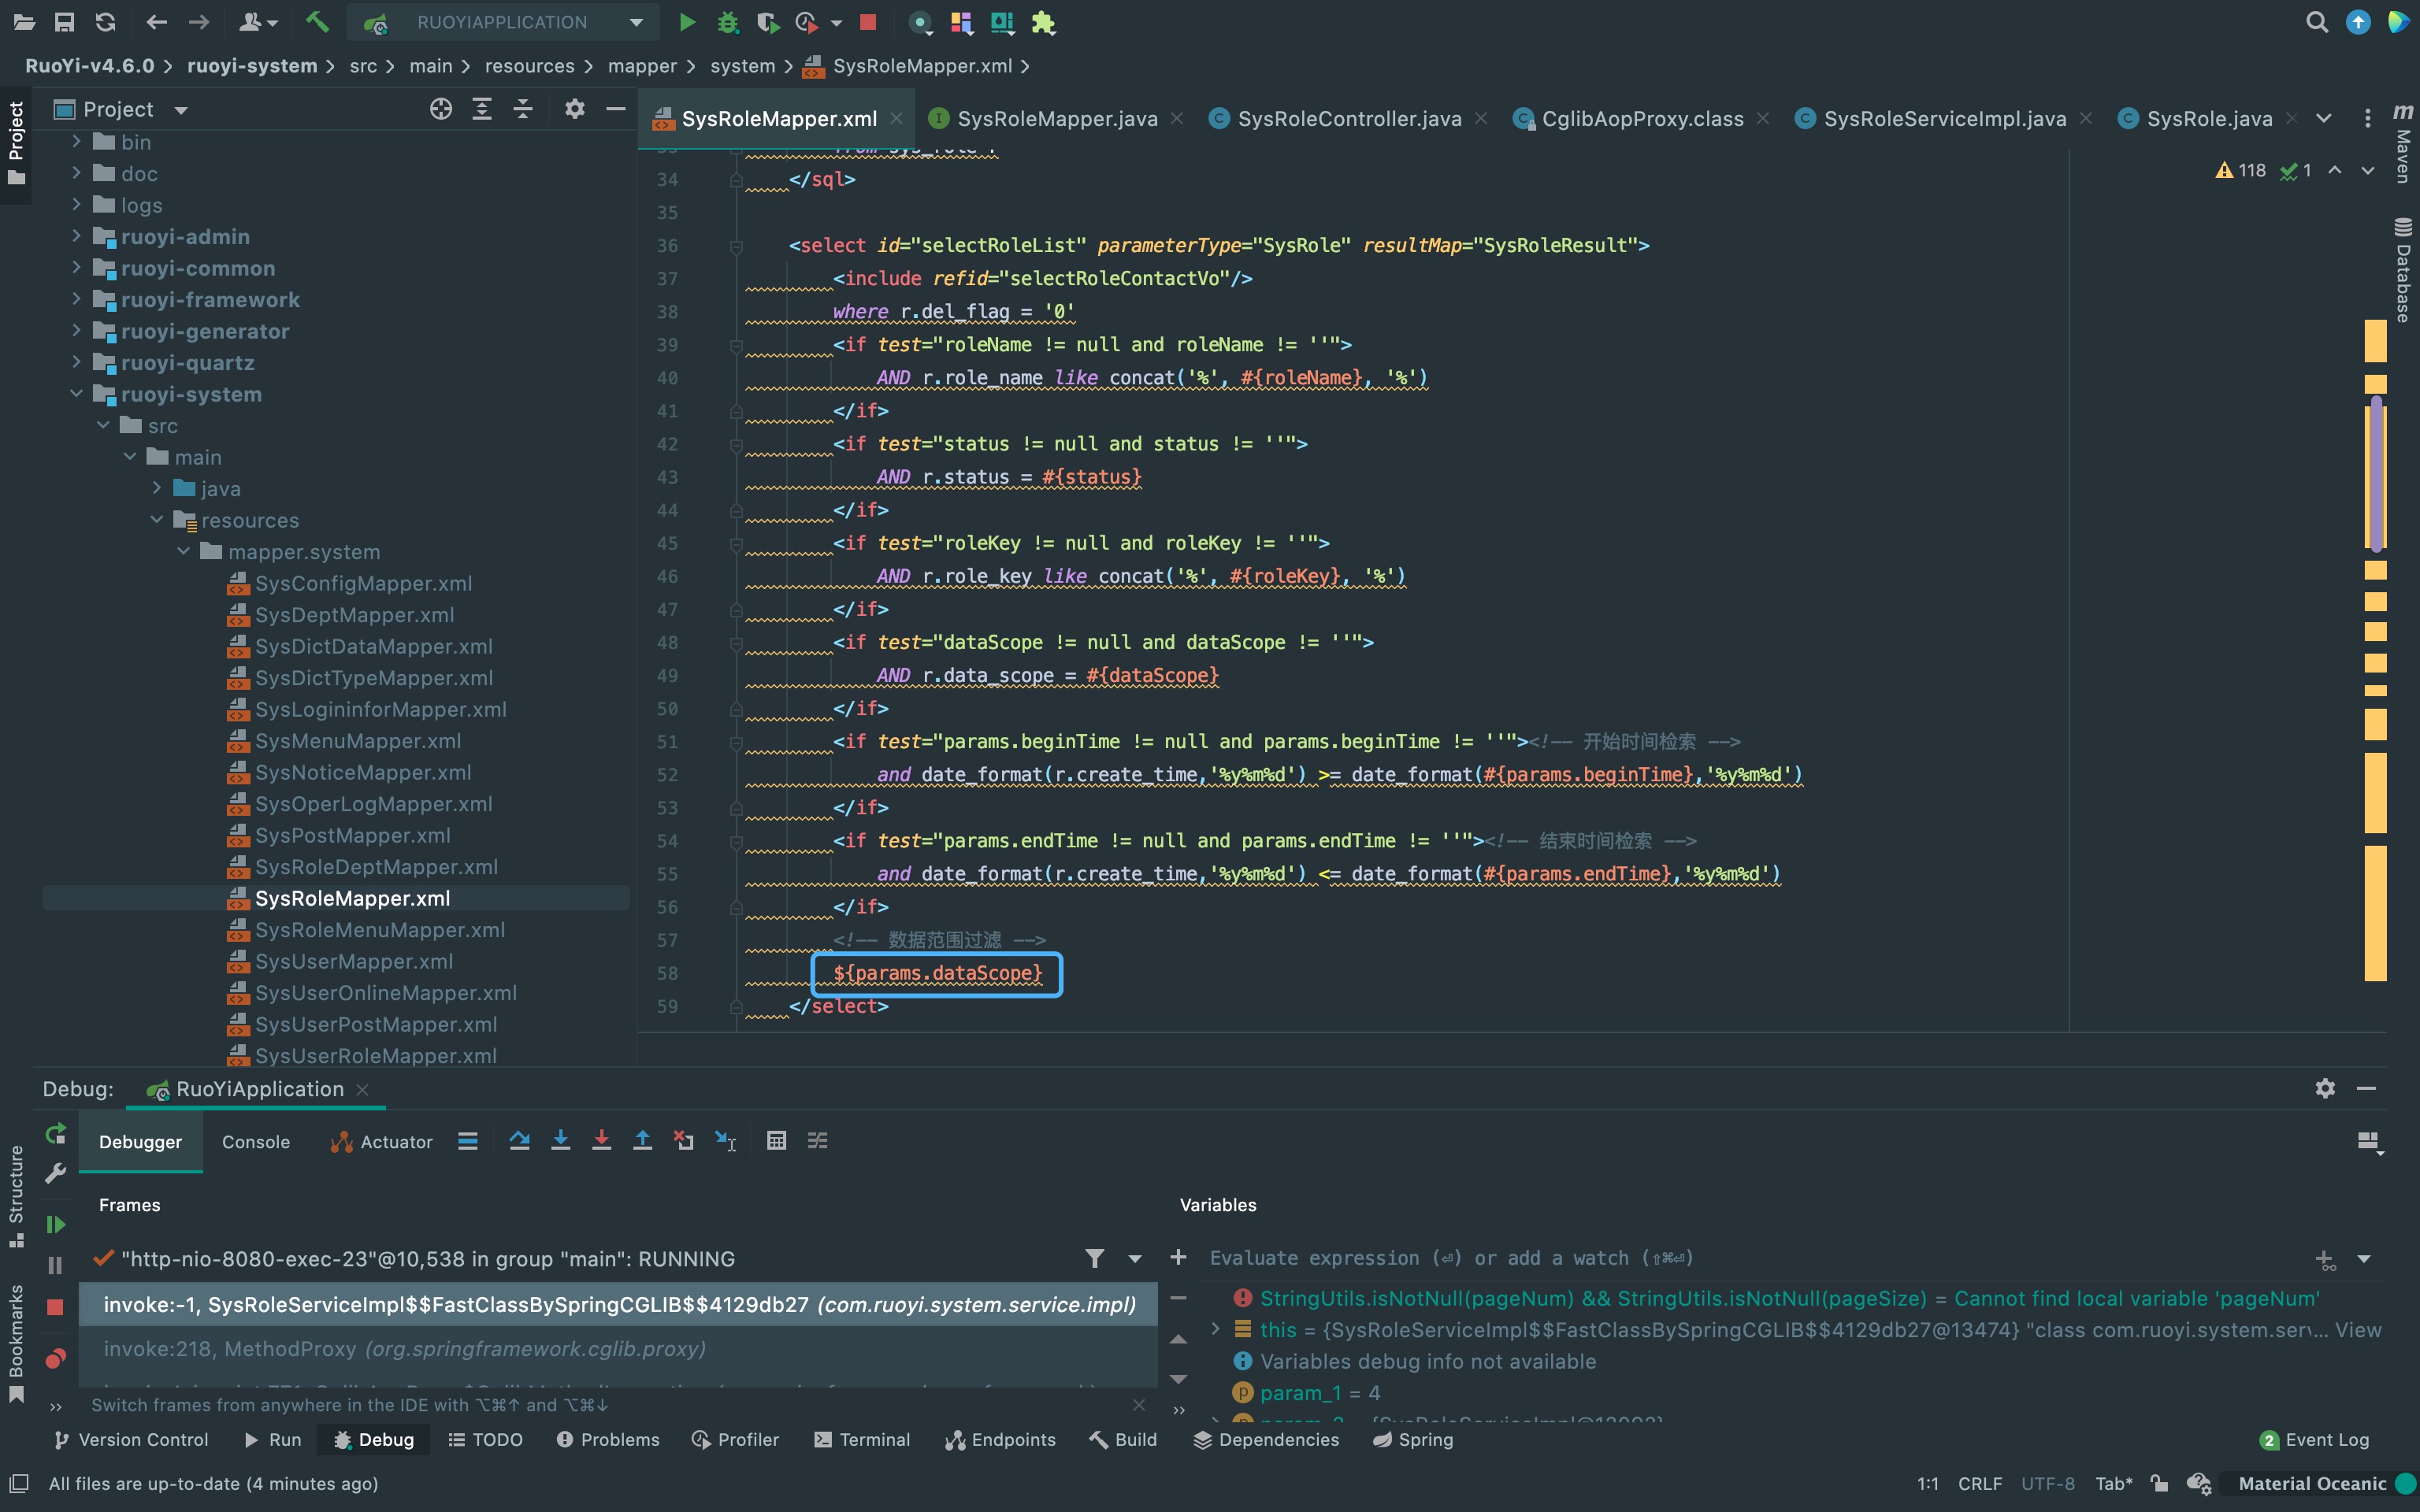 RUOYIAPPLICATION
RuoYi-v4.6.0 > ruoyi-system > src > main > resources > mapper > system > SysRoleMapper.xml >
Project
Project
bin
doc
logs
ruoyi-admin
ruoyi-common
ruoyi-framework
ruoyi-generator
ruoyi-quartz
ruoyi-system
src
main
java
resources
mapper.system
SysConfigMapper.xml
SysDeptMapper.xml
SysDictDataMapper.xml
SysDictTypeMapper.xml
SysLogininforMapper.xml
SysMenuMapper.xml
SysNoticeMapper.xml
SysOperLogMapper.xml
SysPostMapper.xml
SysRoleDeptMapper.xml
SysRoleMapper.xml
SysRoleMenuMapper.xml
SysUserMapper.xml
SysUserOnlineMapper.xml
SysUserPostMapper.xml
SysUserRoleMapper.xml
SysRoleMapper.xml SysRoleMapper.java SysRoleController.java CglibAopProxy.class SysRoleServiceImpl.java SysRole.java
118 1
Maven
Database
33 from sys_role r
34 </sql>
35
36 <select id="selectRoleList" parameterType="SysRole" resultMap="SysRoleResult">
37 <include refid="selectRoleContactVo"/>
38 where r.del_flag = '0'
39 <if test="roleName != null and roleName != ''">
40 AND r.role_name like concat('%', #{roleName}, '%')
41 </if>
42 <if test="status != null and status != ''">
43 AND r.status = #{status}
44 </if>
45 <if test="roleKey != null and roleKey != ''">
46 AND r.role_key like concat('%', #{roleKey}, '%')
47 </if>
48 <if test="dataScope != null and dataScope != ''">
49 AND r.data_scope = #{dataScope}
50 </if>
51 <if test="params.beginTime != null and params.beginTime != ''"><!-- 开始时间检索 -->
52 and date_format(r.create_time,'%y%m%d') >= date_format(#{params.beginTime},'%y%m%d')
53 </if>
54 <if test="params.endTime != null and params.endTime != ''"><!-- 结束时间检索 -->
55 and date_format(r.create_time,'%y%m%d') <= date_format(#{params.endTime},'%y%m%d')
56 </if>
57 <!-- 数据范围过滤 -->
58 ${params.dataScope}
59 </select>
Debug: RuoYiApplication
Debugger Console Actuator
Structure
Bookmarks
Frames
"http-nio-8080-exec-23"@10,538 in group "main": RUNNING
invoke:-1, SysRoleServiceImpl$$FastClassBySpringCGLIB$$4129db27 (com.ruoyi.system.service.impl)
invoke:218, MethodProxy (org.springframework.cglib.proxy)
Switch frames from anywhere in the IDE with ⌥⌘↑ and ⌥⌘↓
Variables
Evaluate expression (⏎) or add a watch (⇧⌘⏎)
StringUtils.isNotNull(pageNum) && StringUtils.isNotNull(pageSize) = Cannot find local variable 'pageNum'
this = {SysRoleServiceImpl$$FastClassBySpringCGLIB$$4129db27@13474} "class com.ruoyi.system.ser... View
Variables debug info not available
param_1 = 4
Version Control Run Debug TODO Problems Profiler Terminal Endpoints Build Dependencies Spring 2 Event Log
All files are up-to-date (4 minutes ago)
1:1 CRLF UTF-8 Tab* Material Oceanic